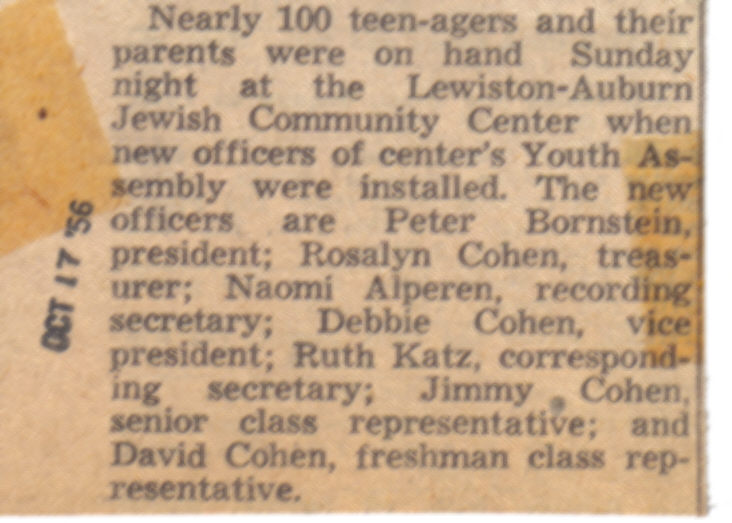 Nearly 100 teen-agers and their
parents were on hand Sunday
night at the Lewiston-Auburn
Jewish Community Center when
new officers of center's Youth As-
sembly were installed. The new
officers are Peter Bornstein,
president; Rosalyn Cohen, treas-
urer; Naomi Alperen, recording
secretary; Debbie Cohen, vice
president; Ruth Katz, correspond-
ing secretary; Jimmy Cohen,
senior class representative; and
David Cohen, freshman class rep-
resentative.
OCT 17 '56